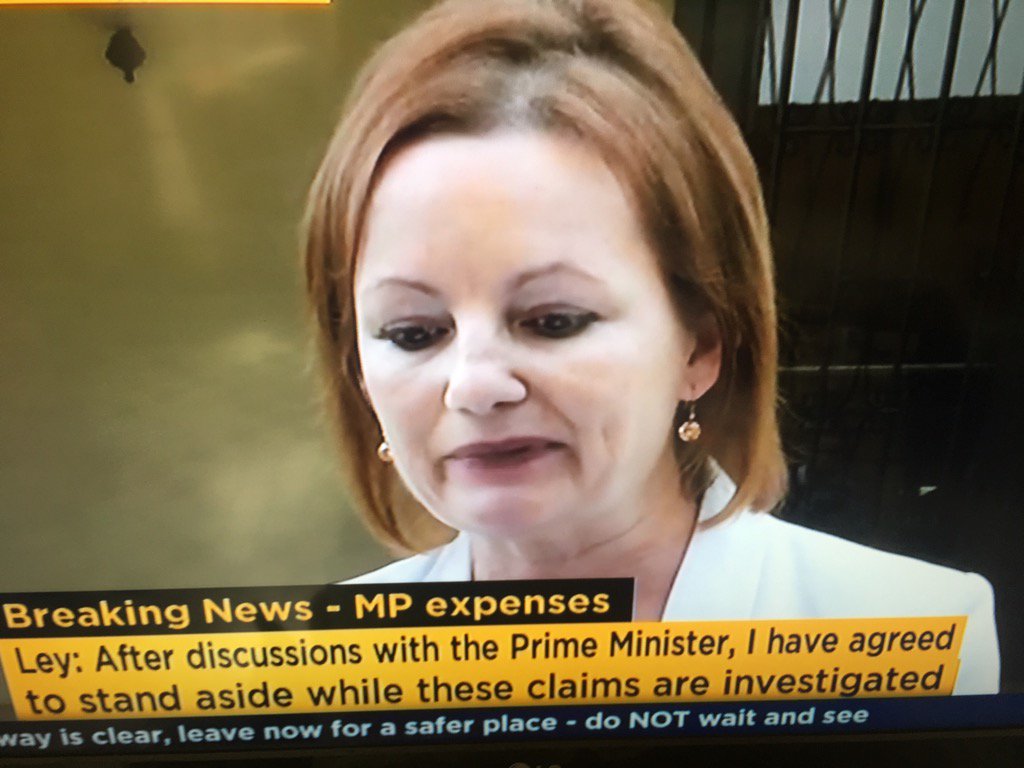 Breaking News - MP expenses
Ley: After discussions with the Prime Minister, I have agreed
to stand aside while these claims are investigated
way is clear, leave now for a safer place - do NOT wait and see